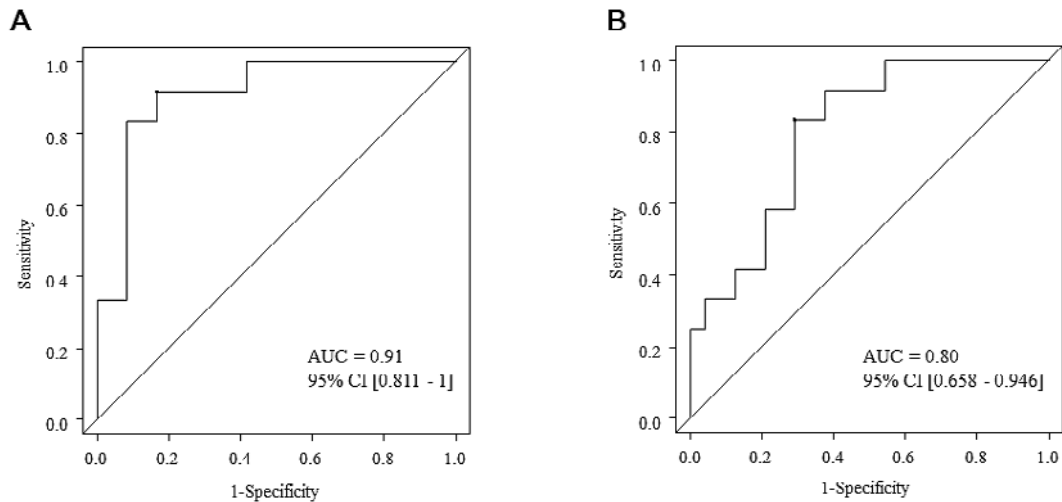 A
B
1.0
0.8
0.6
0.4
0.2
0.0
Sensitivity
AUC = 0.91
95% CI [0.811 - 1]
0.0 0.2 0.4 0.6 0.8 1.0
1-Specificity
1.0
0.8
0.6
0.4
0.2
0.0
Sensitivity
AUC = 0.80
95% CI [0.658 - 0.946]
0.0 0.2 0.4 0.6 0.8 1.0
1-Specificity